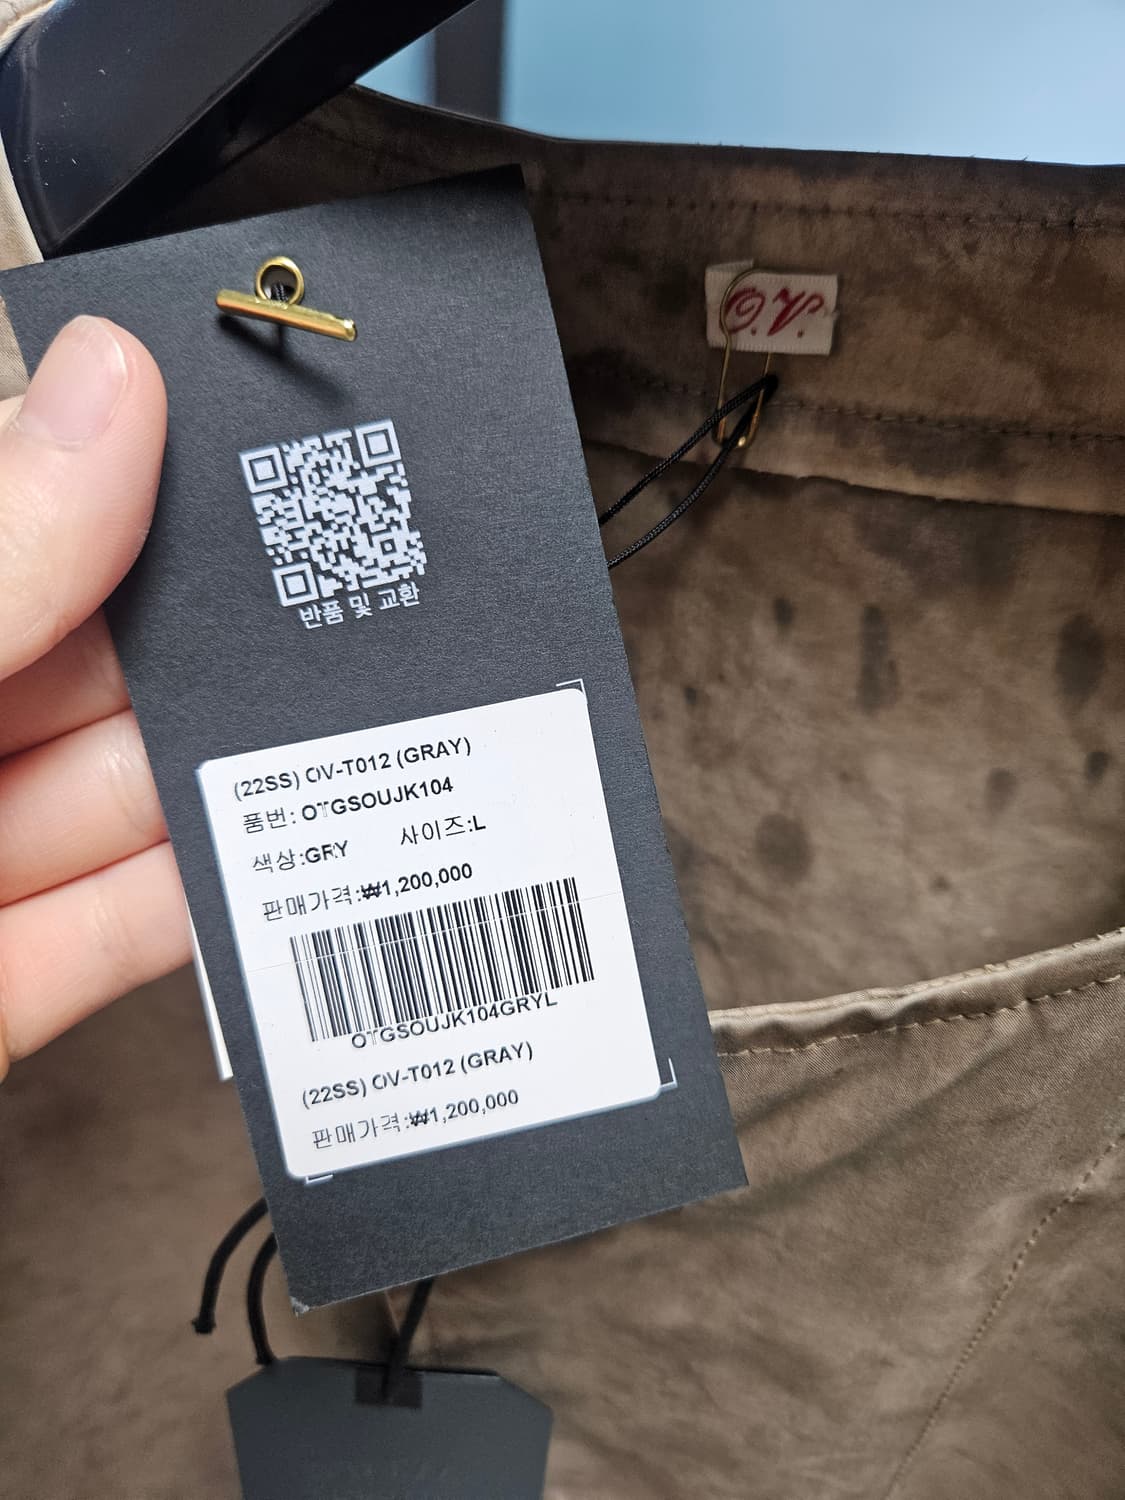 반품 및 교환
(22SS) OV-T012 (GRAY)
품번: OTGSOUJK104
색상:GRY 사이즈:L
판매가격:₩1,200,000
OTGSOUJK104GRYL
(22SS) OV-T012 (GRAY)
판매가격:₩1,200,000